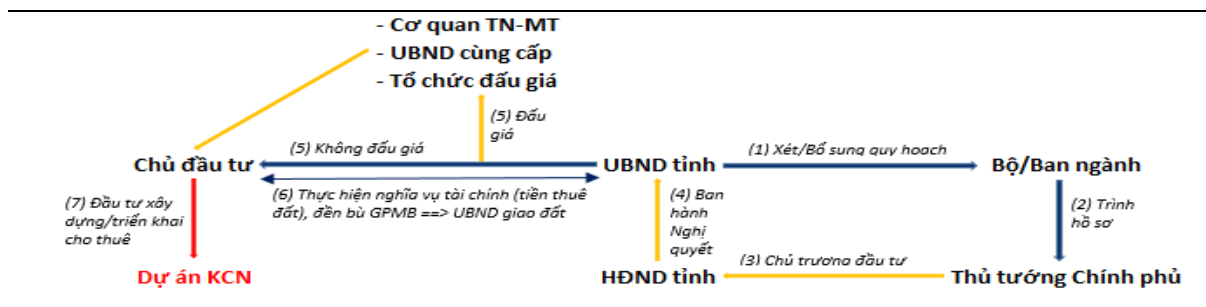 - Cơ quan TN-MT
- UBND cùng cấp
- Tổ chức đấu giá
(5) Đấu
giá
Chủ đầu tư
(5) Không đấu giá
UBND tỉnh
(1) Xét/Bổ sung quy hoạch
Bộ/Ban ngành
(7) Đầu tư xây
dựng/triển khai
cho thuê
(6) Thực hiện nghĩa vụ tài chính (tiền thuê
đất), đền bù GPMB ==> UBND giao đất
(4) Ban
hành
Nghị
quyết
(2) Trình
hồ sơ
Dự án KCN
HĐND tỉnh
(3) Chủ trương đầu tư
Thủ tướng Chính phủ